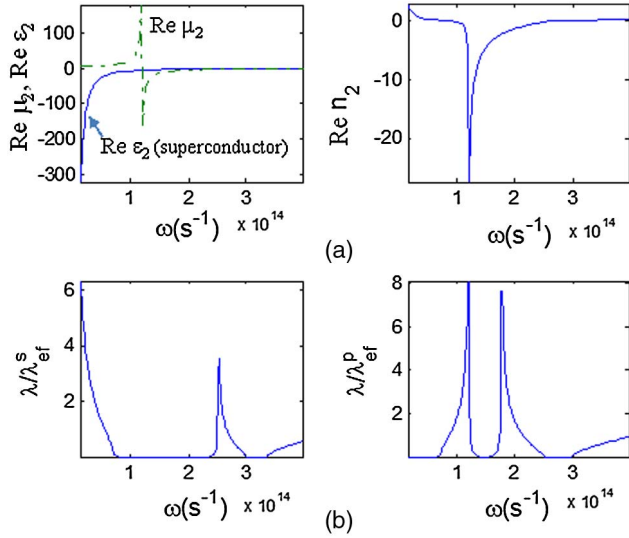 Re μ₂, Re ε₂
100
0
-100
-200
-300
Re μ₂
Re ε₂ (superconductor)
1 2 3
ω(s⁻¹) × 10¹⁴
Re n₂
0
-10
-20
1 2 3
ω(s⁻¹) × 10¹⁴
(a)
λ/λˢ_ef
6
4
2
1 2 3
ω(s⁻¹) × 10¹⁴
λ/λᵖ_ef
8
6
4
2
1 2 3
ω(s⁻¹) × 10¹⁴
(b)